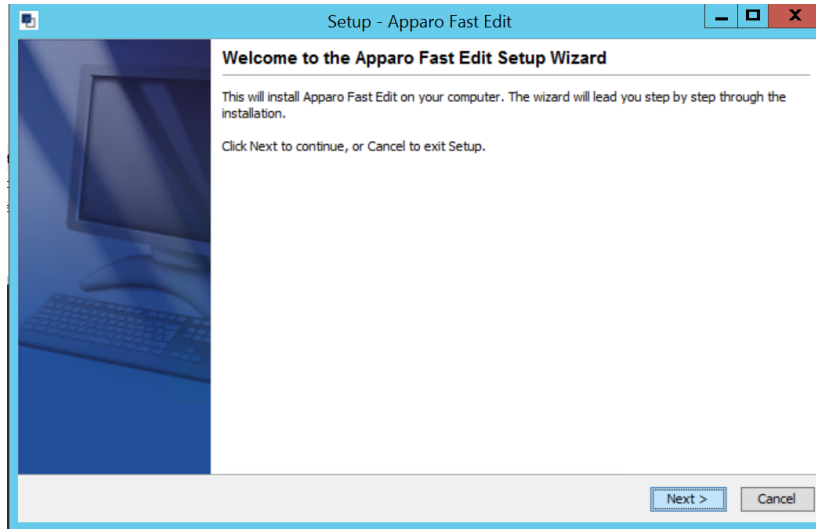 Setup - Apparo Fast Edit
Welcome to the Apparo Fast Edit Setup Wizard
This will install Apparo Fast Edit on your computer. The wizard will lead you step by step through the
installation.
Click Next to continue, or Cancel to exit Setup.
Next >
Cancel